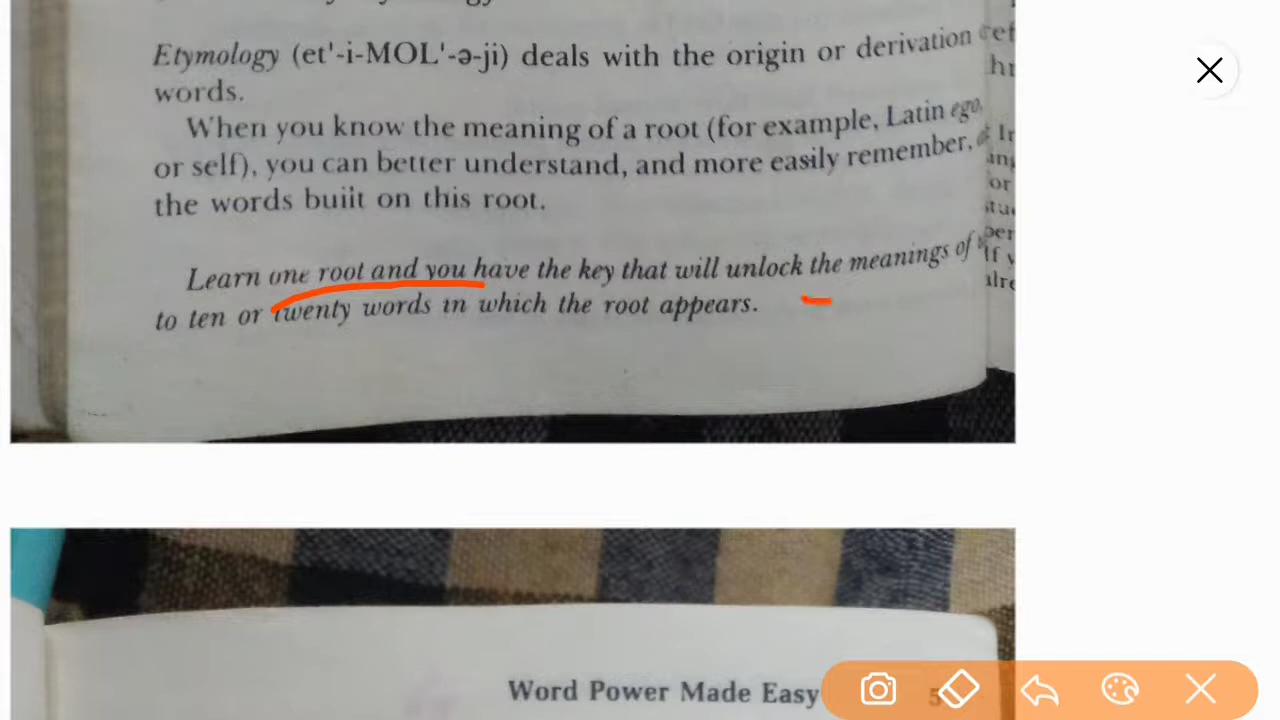 Etymology (et'-i-MOL'-ə-ji) deals with the origin or derivation
words.
When you know the meaning of a root (for example, Latin ego,
or self), you can better understand, and more easily remember,
the words built on this root.
Learn one root and you have the key that will unlock the meanings of
to ten or twenty words in which the root appears.
Word Power Made Easy